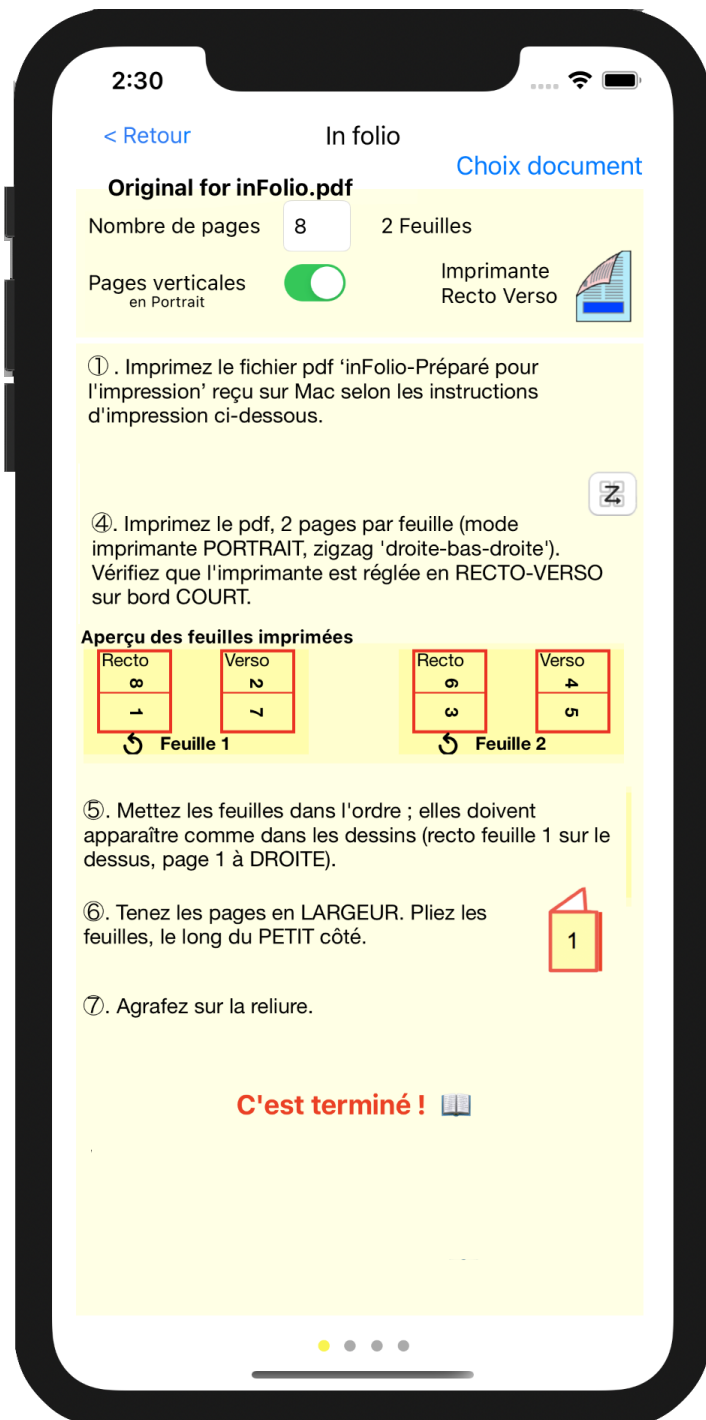 2:30
< Retour
In folio
Choix document
Original for inFolio.pdf
Nombre de pages
8
2 Feuilles
Pages verticales
en Portrait
Imprimante
Recto Verso
① . Imprimez le fichier pdf ‘inFolio-Préparé pour
l'impression’ reçu sur Mac selon les instructions
d'impression ci-dessous.
④. Imprimez le pdf, 2 pages par feuille (mode
imprimante PORTRAIT, zigzag 'droite-bas-droite').
Vérifiez que l'imprimante est réglée en RECTO-VERSO
sur bord COURT.
Aperçu des feuilles imprimées
Recto
8
1
Verso
2
7
Feuille 1
Recto
6
3
Verso
4
5
Feuille 2
⑤. Mettez les feuilles dans l'ordre ; elles doivent
apparaître comme dans les dessins (recto feuille 1 sur le
dessus, page 1 à DROITE).
⑥. Tenez les pages en LARGEUR. Pliez les
feuilles, le long du PETIT côté.
1
⑦. Agrafez sur la reliure.
C'est terminé !